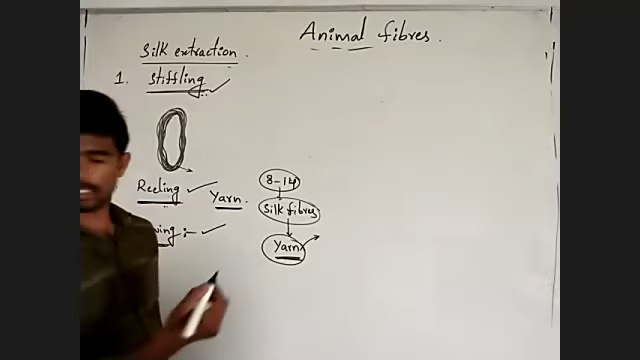 Animal fibres.
Silk extraction.
1. Stiffling
Reeling
Yarn.
8-14
Silk fibres
Yarn